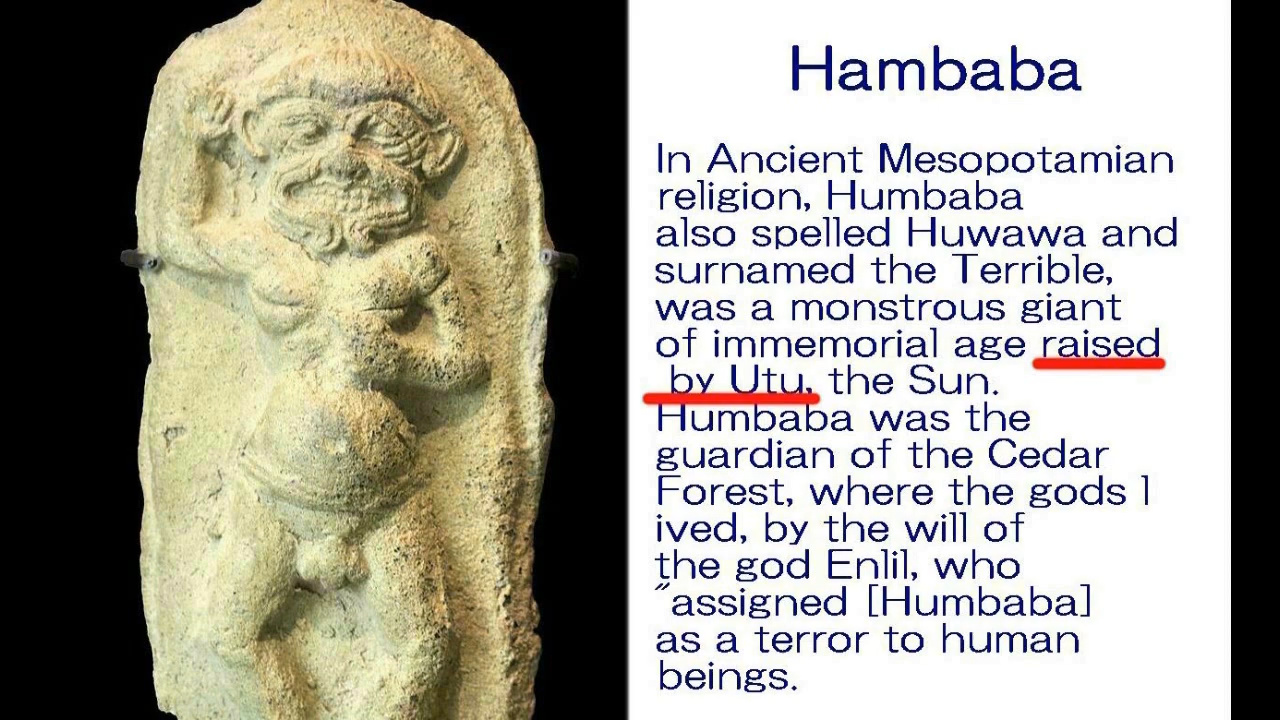 Hambaba
In Ancient Mesopotamian
religion, Humbaba
also spelled Huwawa and
surnamed the Terrible,
was a monstrous giant
of immemorial age raised
by Utu, the Sun.
Humbaba was the
guardian of the Cedar
Forest, where the gods l
ived, by the will of
the god Enlil, who
"assigned [Humbaba]
as a terror to human
beings.